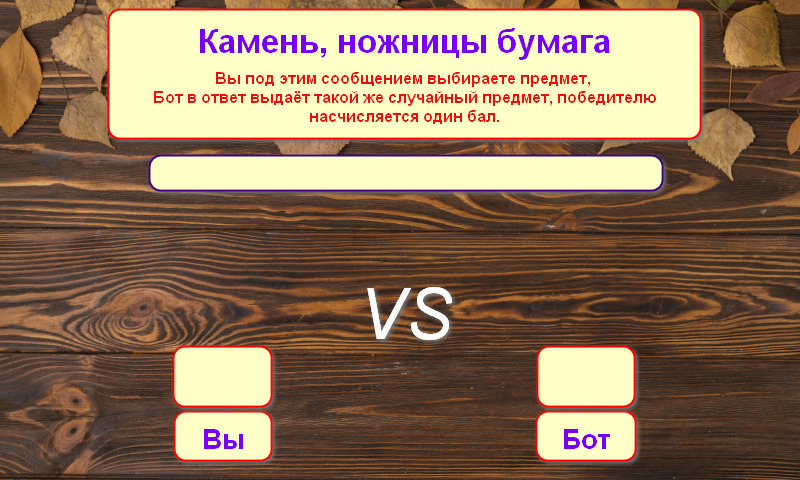 Камень, ножницы бумага
Вы под этим сообщением выбираете предмет,
Бот в ответ выдаёт такой же случайный предмет, победителю
насчисляется один бал.
VS
Вы
Бот